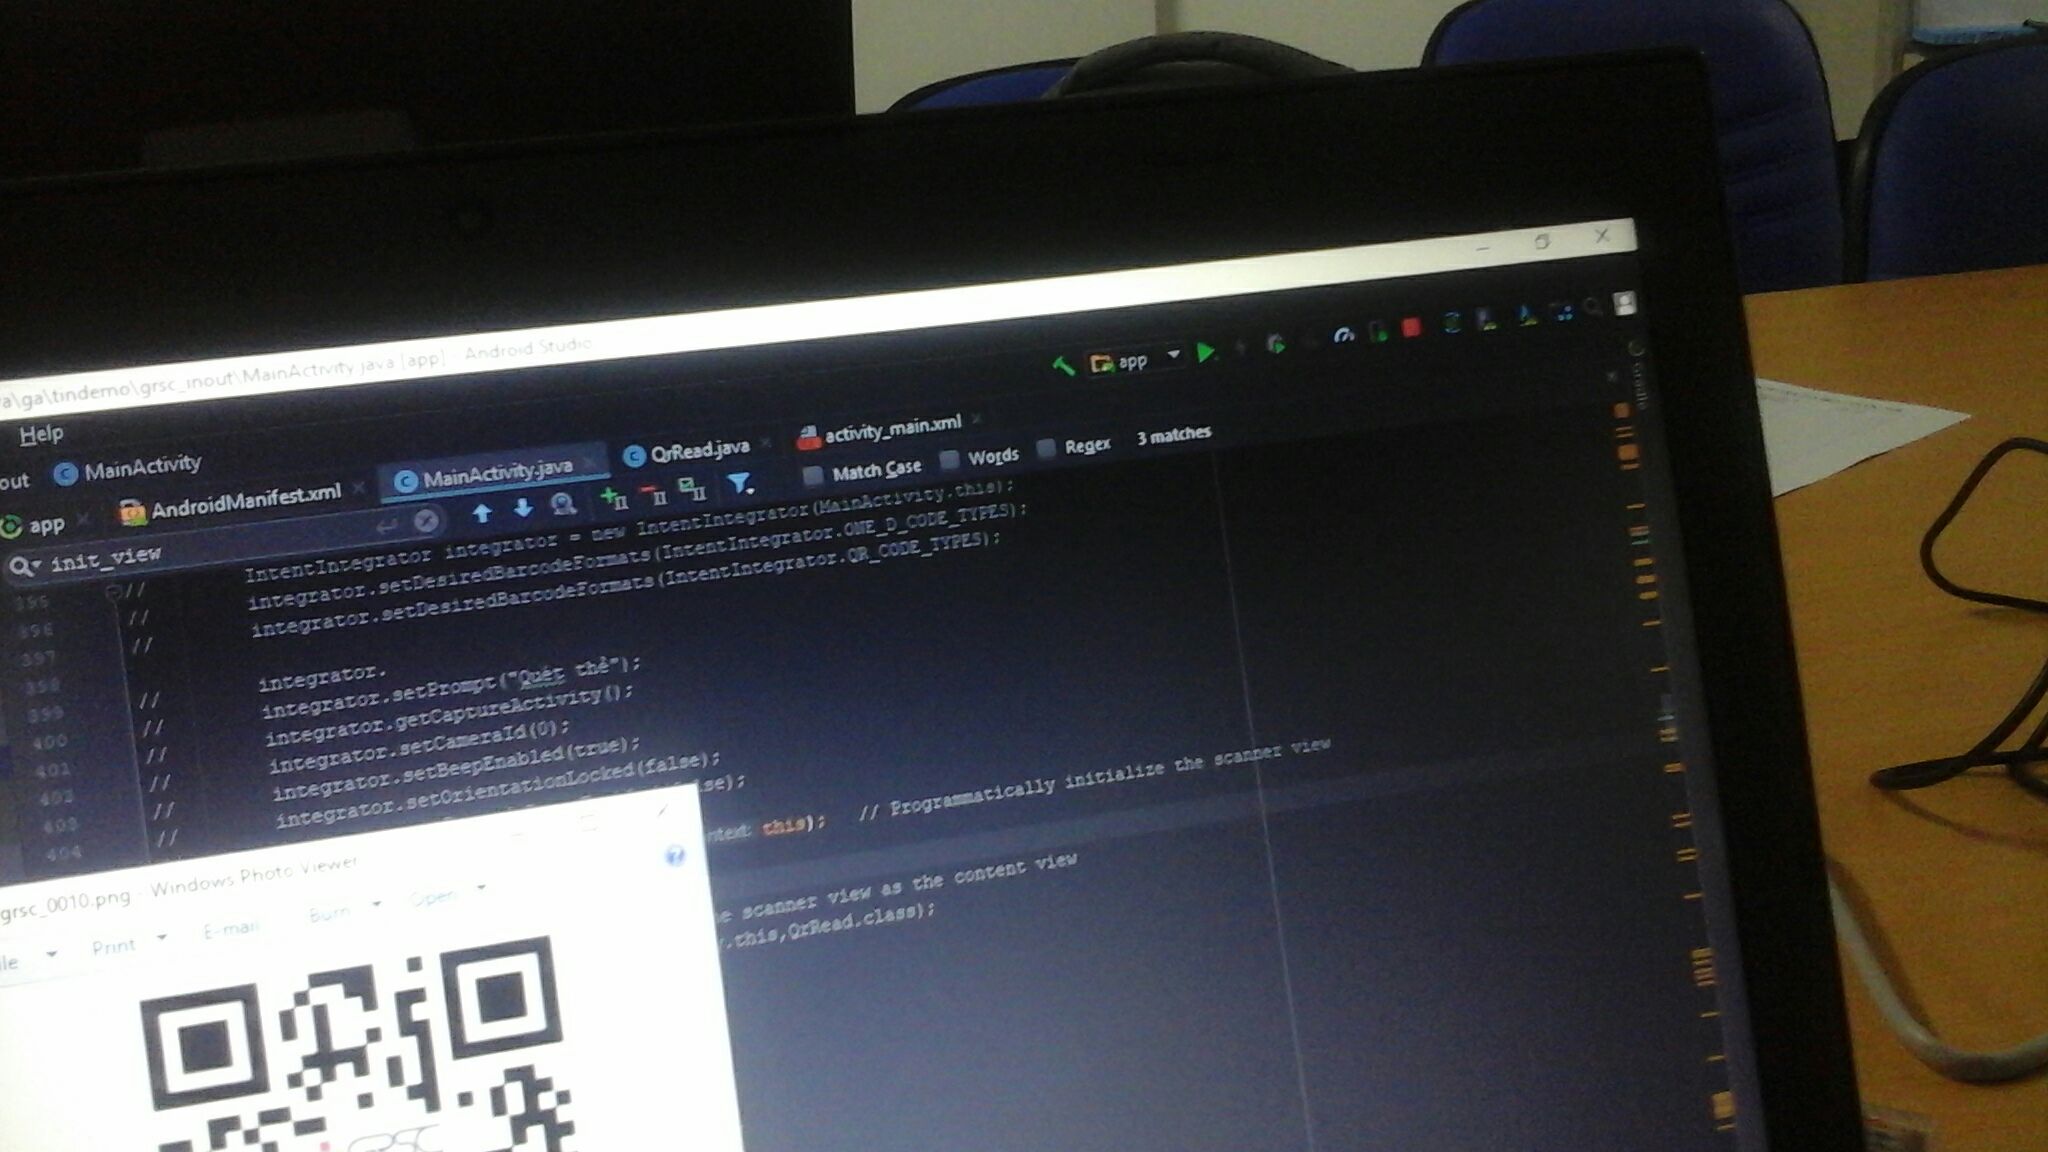 a\ga\tindemo\grsc_inout\MainActivity.java [app] - Android Studio
Help
app
out MainActivity
app AndroidManifest.xml MainActivity.java QrRead.java activity_main.xml
init_view Match Case Words Regex 3 matches
Gradle
395 // IntentIntegrator integrator = new IntentIntegrator(MainActivity.this);
396 // integrator.setDesiredBarcodeFormats(IntentIntegrator.ONE_D_CODE_TYPES);
397 // integrator.setDesiredBarcodeFormats(IntentIntegrator.QR_CODE_TYPES);
398 integrator.
399 // integrator.setPrompt("Quét thẻ");
400 // integrator.getCaptureActivity();
401 // integrator.setCameraId(0);
402 // integrator.setBeepEnabled(true);
403 // integrator.setOrientationLocked(false);
404 // se);
ntext: this); // Programmatically initialize the scanner view
e scanner view as the content view
.this,QrRead.class);
grsc_0010.png - Windows Photo Viewer
ile Print E-mail Burn Open